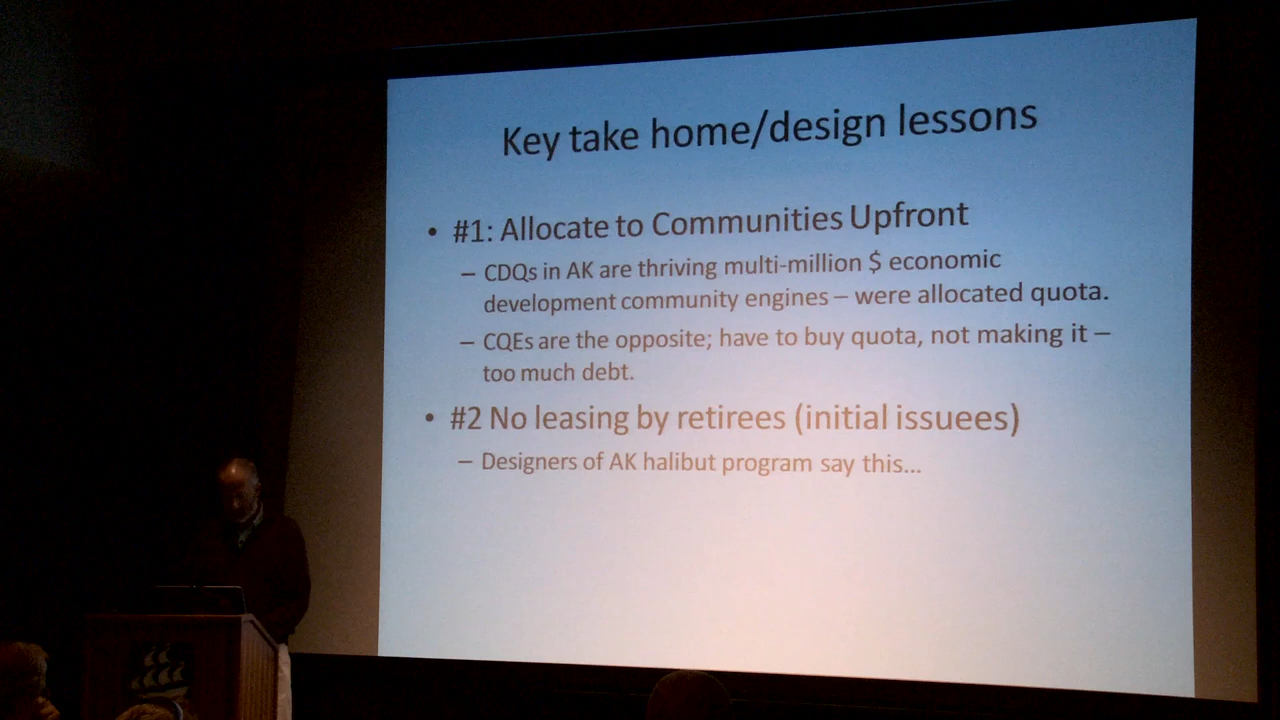 Key take home/design lessons
• #1: Allocate to Communities Upfront
– CDQs in AK are thriving multi-million $ economic
development community engines – were allocated quota.
– CQEs are the opposite; have to buy quota, not making it –
too much debt.
• #2 No leasing by retirees (initial issuees)
– Designers of AK halibut program say this...